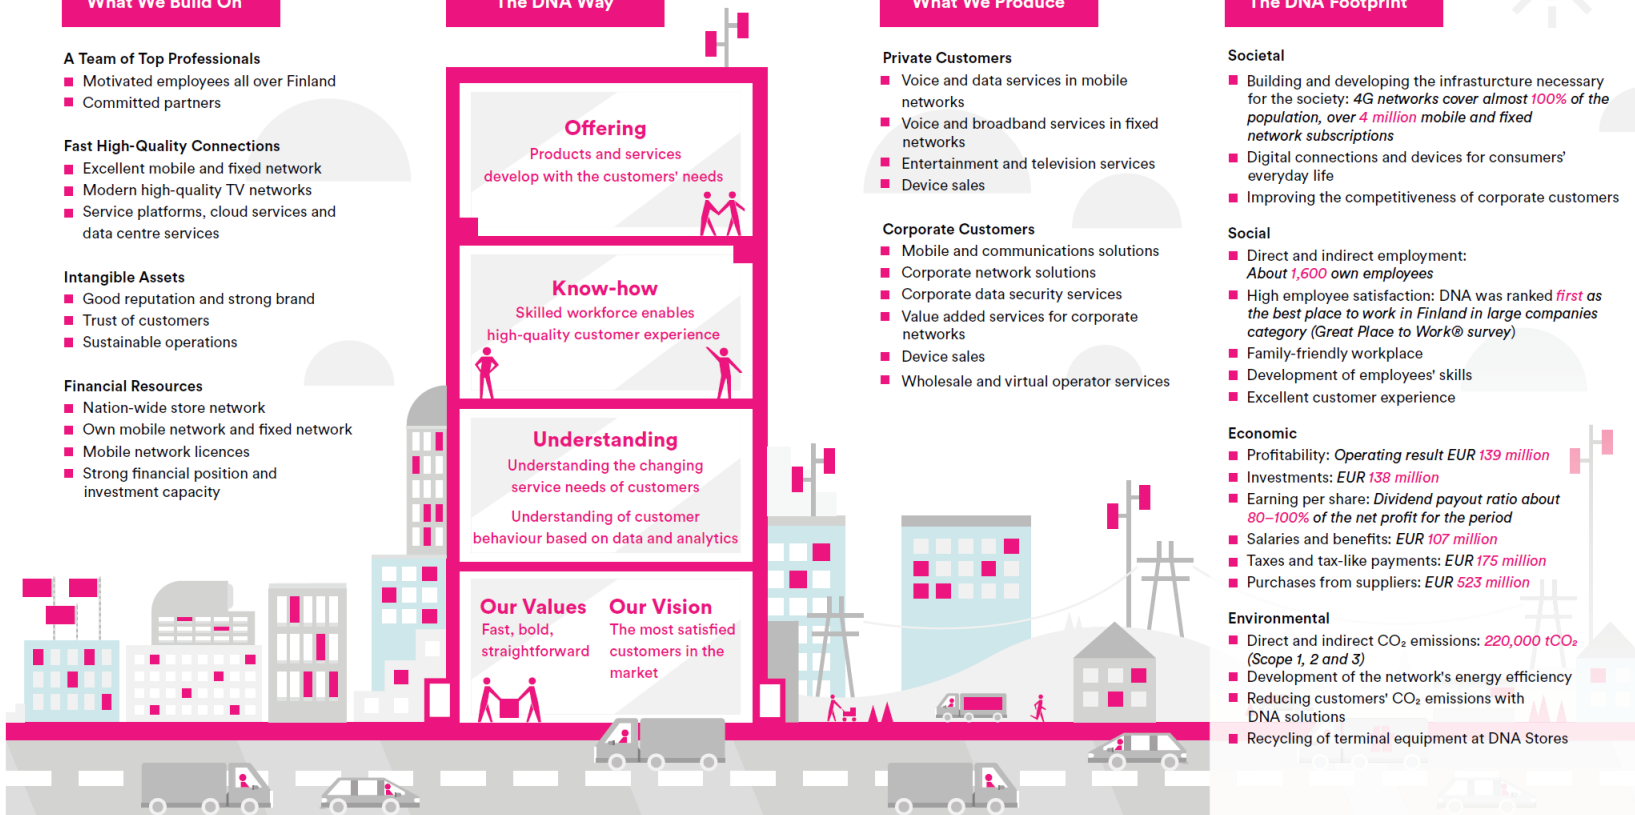 What We Build On
A Team of Top Professionals
Motivated employees all over Finland
Committed partners
Fast High-Quality Connections
Excellent mobile and fixed network
Modern high-quality TV networks
Service platforms, cloud services and
data centre services
Intangible Assets
Good reputation and strong brand
Trust of customers
Sustainable operations
Financial Resources
Nation-wide store network
Own mobile network and fixed network
Mobile network licences
Strong financial position and
investment capacity
The DNA Way
Offering
Products and services
develop with the customers' needs
Know-how
Skilled workforce enables
high-quality customer experience
Understanding
Understanding the changing
service needs of customers
Understanding of customer
behaviour based on data and analytics
Our Values
Fast, bold,
straightforward
Our Vision
The most satisfied
customers in the
market
What We Produce
Private Customers
Voice and data services in mobile
networks
Voice and broadband services in fixed
networks
Entertainment and television services
Device sales
Corporate Customers
Mobile and communications solutions
Corporate network solutions
Corporate data security services
Value added services for corporate
networks
Device sales
Wholesale and virtual operator services
The DNA Footprint
Societal
Building and developing the infrasturcture necessary
for the society: 4G networks cover almost 100% of the
population, over 4 million mobile and fixed
network subscriptions
Digital connections and devices for consumers’
everyday life
Improving the competitiveness of corporate customers
Social
Direct and indirect employment:
About 1,600 own employees
High employee satisfaction: DNA was ranked first as
the best place to work in Finland in large companies
category (Great Place to Work® survey)
Family-friendly workplace
Development of employees' skills
Excellent customer experience
Economic
Profitability: Operating result EUR 139 million
Investments: EUR 138 million
Earning per share: Dividend payout ratio about
80–100% of the net profit for the period
Salaries and benefits: EUR 107 million
Taxes and tax-like payments: EUR 175 million
Purchases from suppliers: EUR 523 million
Environmental
Direct and indirect CO₂ emissions: 220,000 tCO₂
(Scope 1, 2 and 3)
Development of the network's energy efficiency
Reducing customers' CO₂ emissions with
DNA solutions
Recycling of terminal equipment at DNA Stores